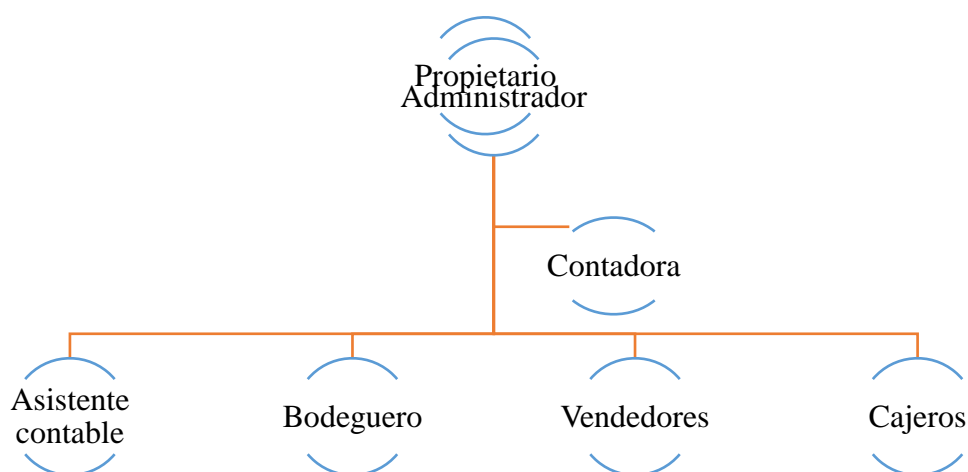 Propietario
Administrador
Contadora
Asistente
contable
Bodeguero
Vendedores
Cajeros